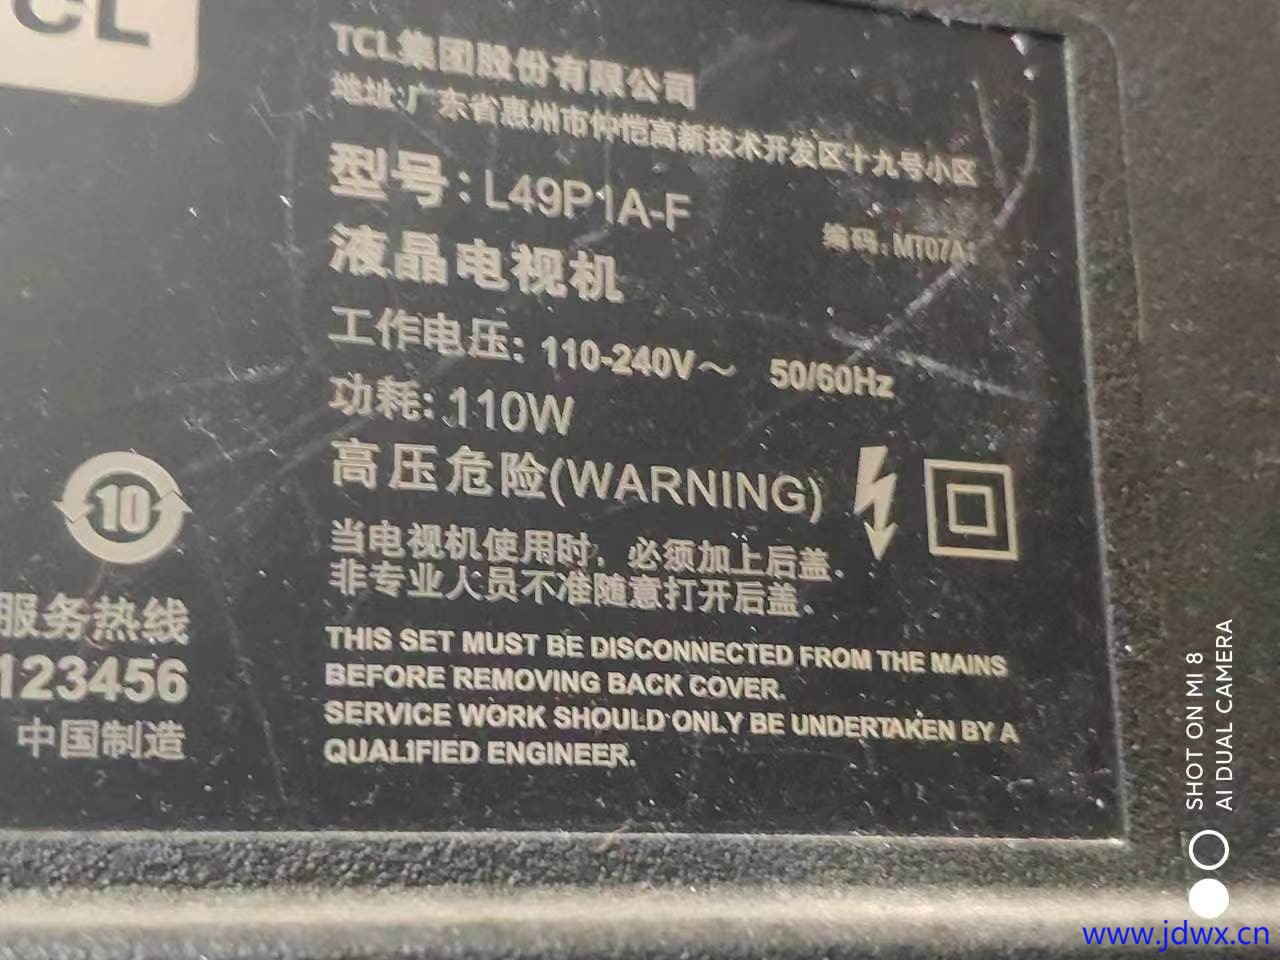 CL
TCL集团股份有限公司
地址:广东省惠州市仲恺高新技术开发区十九号小区
型号:L49P1A-F
编码:MT07A1
液晶电视机
工作电压: 110-240V～ 50/60Hz
功耗:110W
高压危险(WARNING)
当电视机使用时，必须加上后盖.
非专业人员不准随意打开后盖。
THIS SET MUST BE DISCONNECTED FROM THE MAINS
BEFORE REMOVING BACK COVER.
SERVICE WORK SHOULD ONLY BE UNDERTAKEN BY A
QUALIFIED ENGINEER.
10
服务热线
123456
中国制造
SHOT ON MI 8
AI DUAL CAMERA
www.jdwx.cn